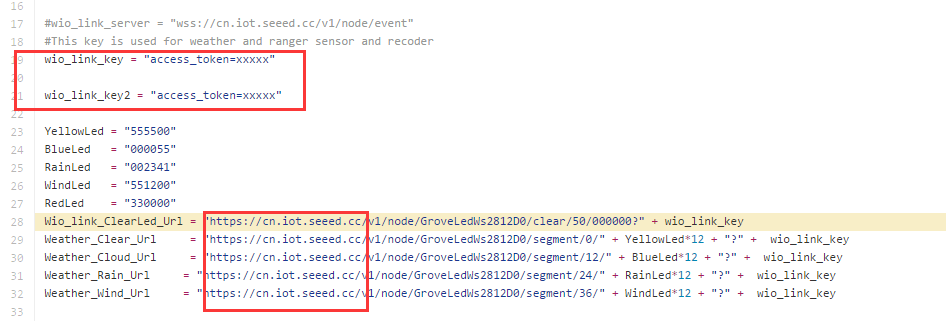 16
17 #wio_link_server = "wss://cn.iot.seeed.cc/v1/node/event"
18 #This key is used for weather and ranger sensor and recoder
19 wio_link_key = "access_token=xxxxx"
20
21 wio_link_key2 = "access_token=xxxxx"
22
23 YellowLed = "555500"
24 BlueLed = "000055"
25 RainLed = "002341"
26 WindLed = "551200"
27 RedLed = "330000"
28 Wio_link_ClearLed_Url = "https://cn.iot.seeed.cc/v1/node/GroveLedWs2812D0/clear/50/000000?" + wio_link_key
29 Weather_Clear_Url = "https://cn.iot.seeed.cc/v1/node/GroveLedWs2812D0/segment/0/" + YellowLed*12 + "?" + wio_link_key
30 Weather_Cloud_Url = "https://cn.iot.seeed.cc/v1/node/GroveLedWs2812D0/segment/12/" + BlueLed*12 + "?" + wio_link_key
31 Weather_Rain_Url = "https://cn.iot.seeed.cc/v1/node/GroveLedWs2812D0/segment/24/" + RainLed*12 + "?" + wio_link_key
32 Weather_Wind_Url = "https://cn.iot.seeed.cc/v1/node/GroveLedWs2812D0/segment/36/" + WindLed*12 + "?" + wio_link_key
33